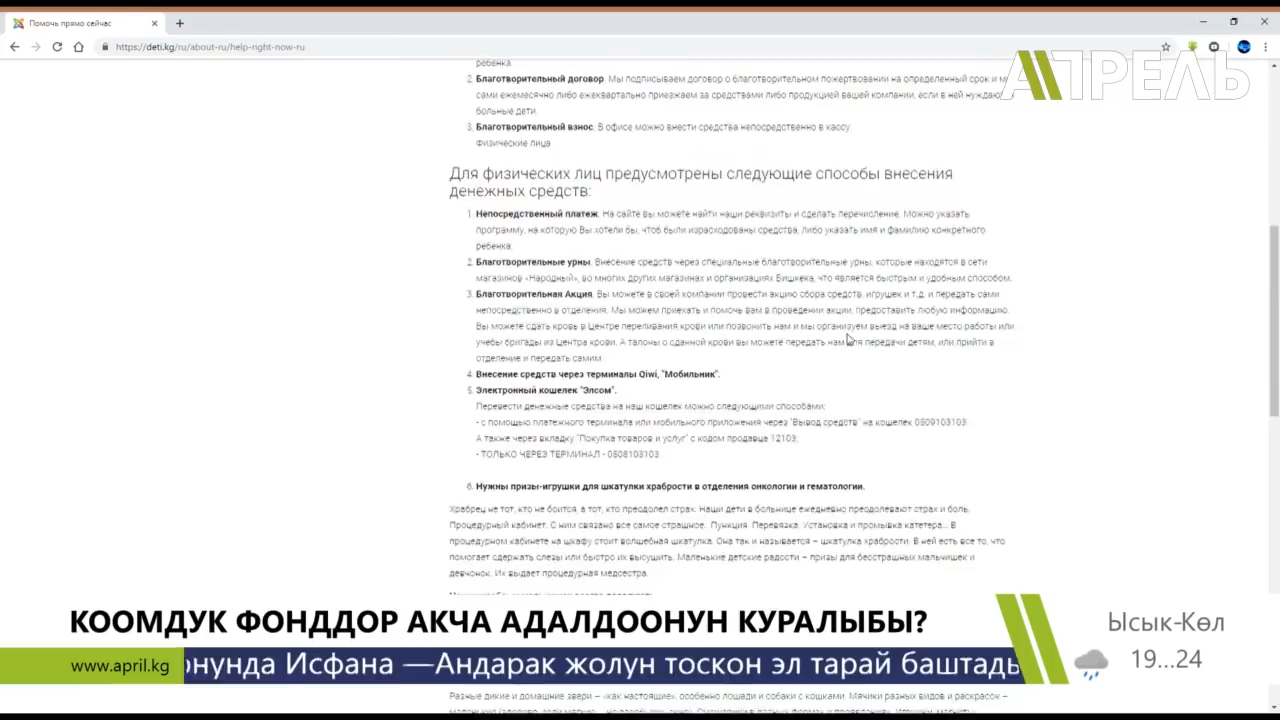 Помочь прямо сейчас
https://deti.kg/ru/about-ru/help-right-now-ru
АПРЕЛЬ
ребенка.
2. Благотворительный договор. Мы подписываем договор о благотворительном пожертвовании на определенный срок и мы
сами ежемесячно либо ежеквартально приезжаем за средствами либо продукцией вашей компании, если в ней нуждаются
больные дети.
3. Благотворительный взнос. В офисе можно внести средства непосредственно в кассу.
Физические лица
Для физических лиц предусмотрены следующие способы внесения
денежных средств:
1. Непосредственный платеж. На сайте вы можете найти наши реквизиты и сделать перечисление. Можно указать
программу, на которую Вы хотели бы, чтоб были израсходованы средства, либо указать имя и фамилию конкретного
ребенка;
2. Благотворительные урны. Внесение средств через специальные благотворительные урны, которые находятся в сети
магазинов «Народный», во многих других магазинах и организациях Бишкека, что является быстрым и удобным способом.
3. Благотворительная Акция. Вы можете в своей компании провести акцию сбора средств, игрушек и т.д. и передать сами
непосредственно в отделения. Мы можем приехать и помочь вам в проведении акции, предоставить любую информацию.
Вы можете сдать кровь в Центре переливания крови или позвонить нам и мы организуем выезд на ваше место работы или
учебы бригады из Центра крови. А талоны о сданной крови вы можете передать нам для передачи детям, или прийти в
отделение и передать самим.
4. Внесение средств через терминалы Qiwi, "Мобильник".
5. Электронный кошелек "Элсом".
Перевести денежные средства на наш кошелек можно следующими способами:
- с помощью платежного терминала или мобильного приложения через "Вывод средств" на кошелек 0509103103
А также через вкладку "Покупка товаров и услуг" с кодом продавца 12103;
- ТОЛЬКО ЧЕРЕЗ ТЕРМИНАЛ - 0508103103
6. Нужны призы-игрушки для шкатулки храбрости в отделения онкологии и гематологии.
Храбрец не тот, кто не боится, а тот, кто преодолел страх. Наши дети в больнице ежедневно преодолевают страх и боль.
Процедурный кабинет. С ним связано все самое страшное. Пункция. Перевязка. Установка и промывка катетера... В
процедурном кабинете на шкафу стоит волшебная шкатулка. Она так и называется – шкатулка храбрости. В ней есть все то, что
помогает сдержать слезы или быстро их высушить. Маленькие детские радости – призы для бесстрашных мальчишек и
девчонок. Их выдает процедурная медсестра.
КООМДУК ФОНДДОР АКЧА АДАЛДООНУН КУРАЛЫБЫ?
Ысык-Көл
19...24
www.april.kg
онунда Исфана —Андарак жолун тоскон эл тарай баштады
Разные дикие и домашние звери – «как настоящие», особенно лошади и собаки с кошками. Мячики разных видов и раскрасок –